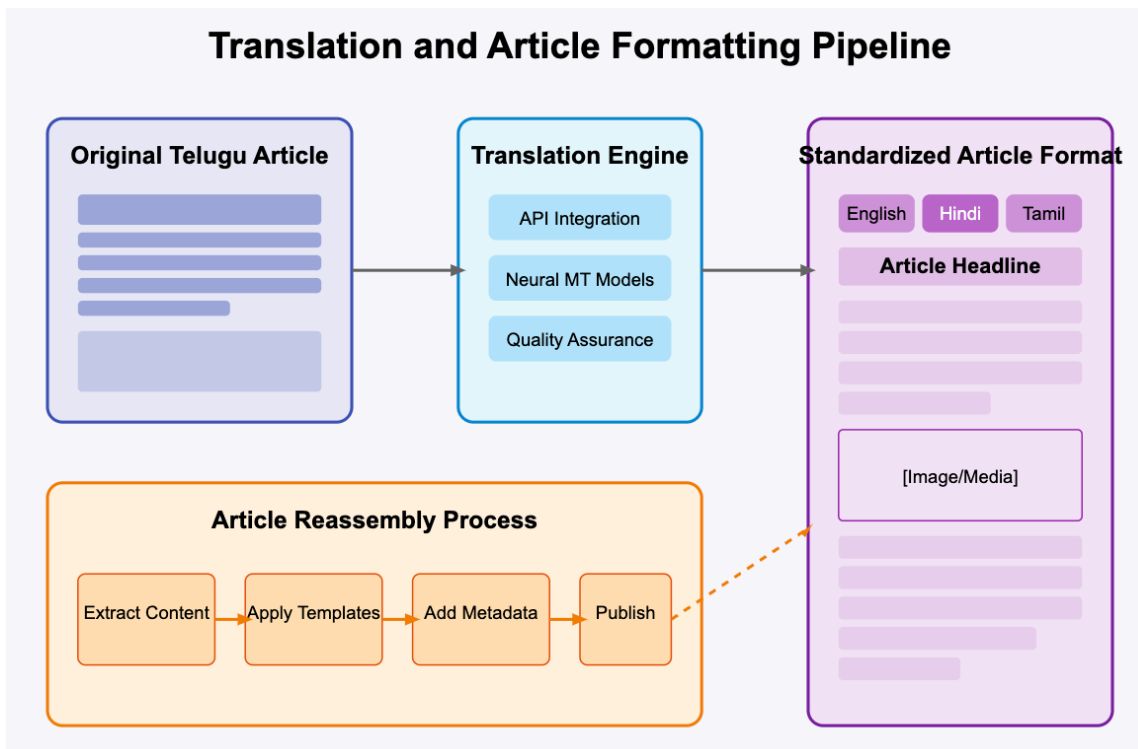 Translation and Article Formatting Pipeline
Original Telugu Article
Translation Engine
API Integration
Neural MT Models
Quality Assurance
Standardized Article Format
English
Hindi
Tamil
Article Headline
[Image/Media]
Article Reassembly Process
Extract Content
Apply Templates
Add Metadata
Publish